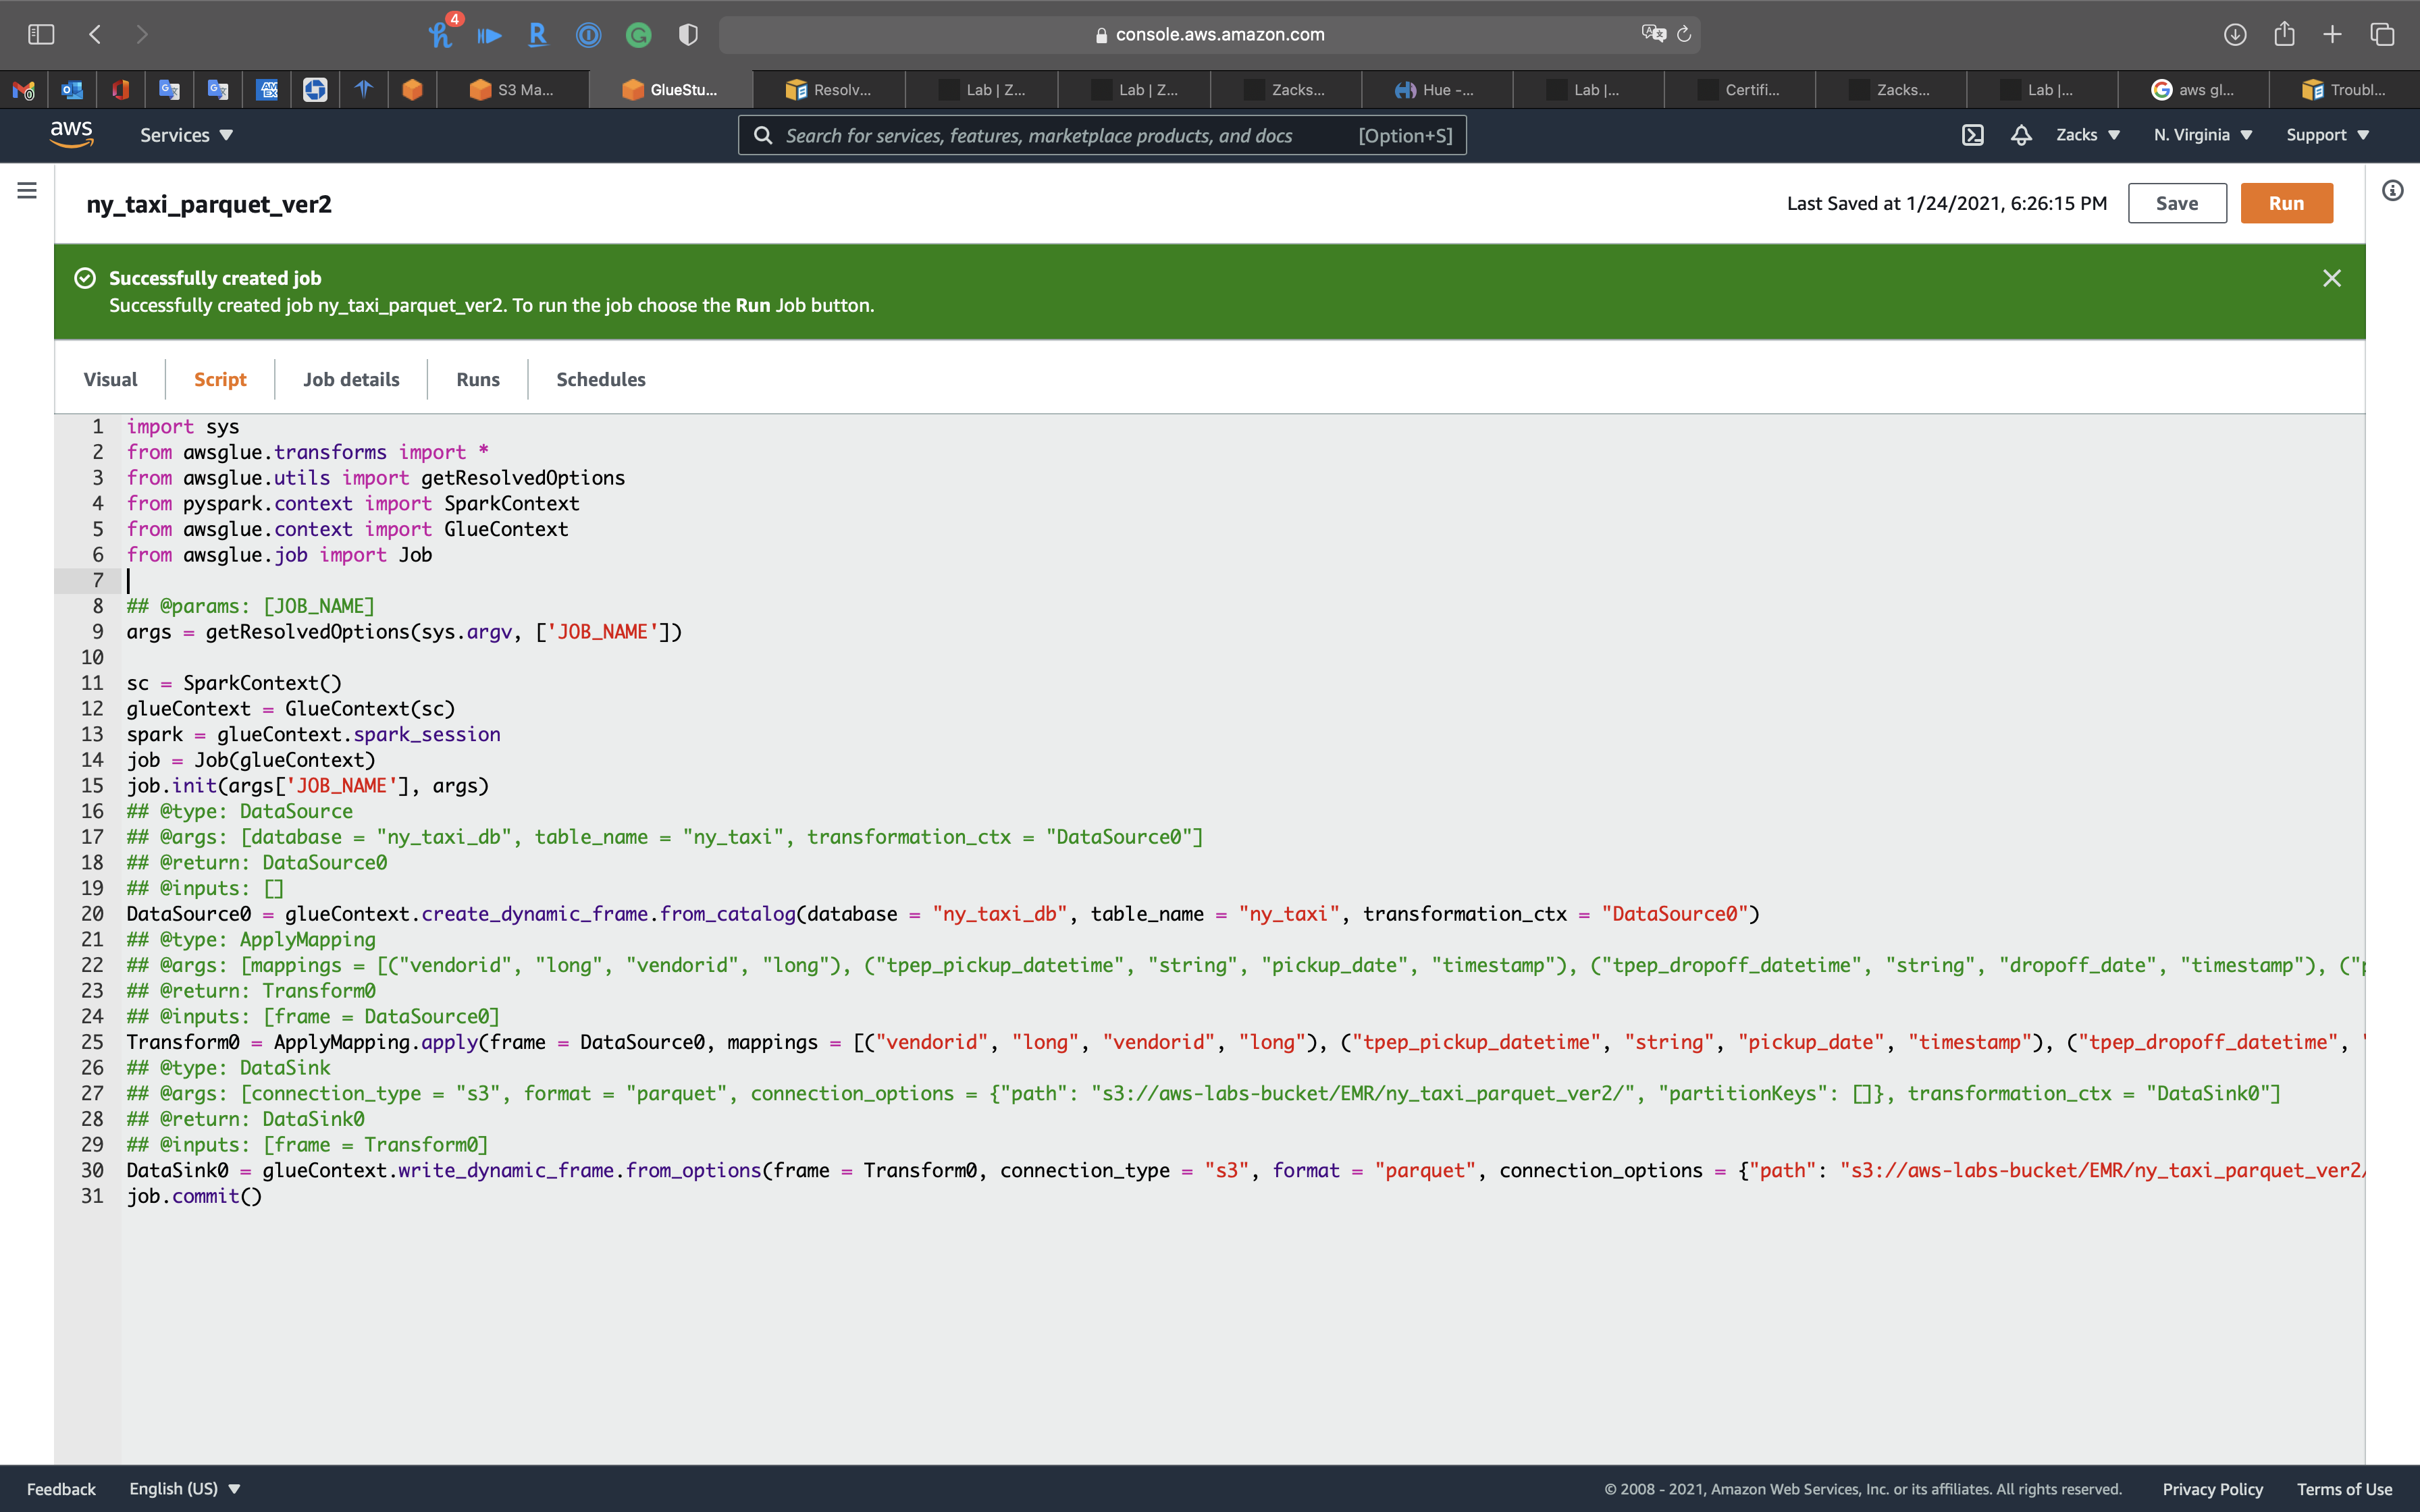 4
console.aws.amazon.com
0
S3 Ma...
GlueStu...
Resolv...
Lab | Z...
Lab | Z...
Zacks...
Hue -...
Lab |...
Certifi...
Zacks...
Lab |...
aws gl...
Troubl...
aws
Services
Search for services, features, marketplace products, and docs [Option+S]
Zacks
N. Virginia
Support
ny_taxi_parquet_ver2
Last Saved at 1/24/2021, 6:26:15 PM
Save
Run
Successfully created job
Successfully created job ny_taxi_parquet_ver2. To run the job choose the Run Job button.
Visual
Script
Job details
Runs
Schedules
1 import sys
2 from awsglue.transforms import *
3 from awsglue.utils import getResolvedOptions
4 from pyspark.context import SparkContext
5 from awsglue.context import GlueContext
6 from awsglue.job import Job
7
8 ## @params: [JOB_NAME]
9 args = getResolvedOptions(sys.argv, ['JOB_NAME'])
10
11 sc = SparkContext()
12 glueContext = GlueContext(sc)
13 spark = glueContext.spark_session
14 job = Job(glueContext)
15 job.init(args['JOB_NAME'], args)
16 ## @type: DataSource
17 ## @args: [database = "ny_taxi_db", table_name = "ny_taxi", transformation_ctx = "DataSource0"]
18 ## @return: DataSource0
19 ## @inputs: []
20 DataSource0 = glueContext.create_dynamic_frame.from_catalog(database = "ny_taxi_db", table_name = "ny_taxi", transformation_ctx = "DataSource0")
21 ## @type: ApplyMapping
22 ## @args: [mappings = [("vendorid", "long", "vendorid", "long"), ("tpep_pickup_datetime", "string", "pickup_date", "timestamp"), ("tpep_dropoff_datetime", "string", "dropoff_date", "timestamp"), ("p
23 ## @return: Transform0
24 ## @inputs: [frame = DataSource0]
25 Transform0 = ApplyMapping.apply(frame = DataSource0, mappings = [("vendorid", "long", "vendorid", "long"), ("tpep_pickup_datetime", "string", "pickup_date", "timestamp"), ("tpep_dropoff_datetime", "
26 ## @type: DataSink
27 ## @args: [connection_type = "s3", format = "parquet", connection_options = {"path": "s3://aws-labs-bucket/EMR/ny_taxi_parquet_ver2/", "partitionKeys": []}, transformation_ctx = "DataSink0"]
28 ## @return: DataSink0
29 ## @inputs: [frame = Transform0]
30 DataSink0 = glueContext.write_dynamic_frame.from_options(frame = Transform0, connection_type = "s3", format = "parquet", connection_options = {"path": "s3://aws-labs-bucket/EMR/ny_taxi_parquet_ver2/
31 job.commit()
Feedback
English (US)
© 2008 - 2021, Amazon Web Services, Inc. or its affiliates. All rights reserved.
Privacy Policy
Terms of Use